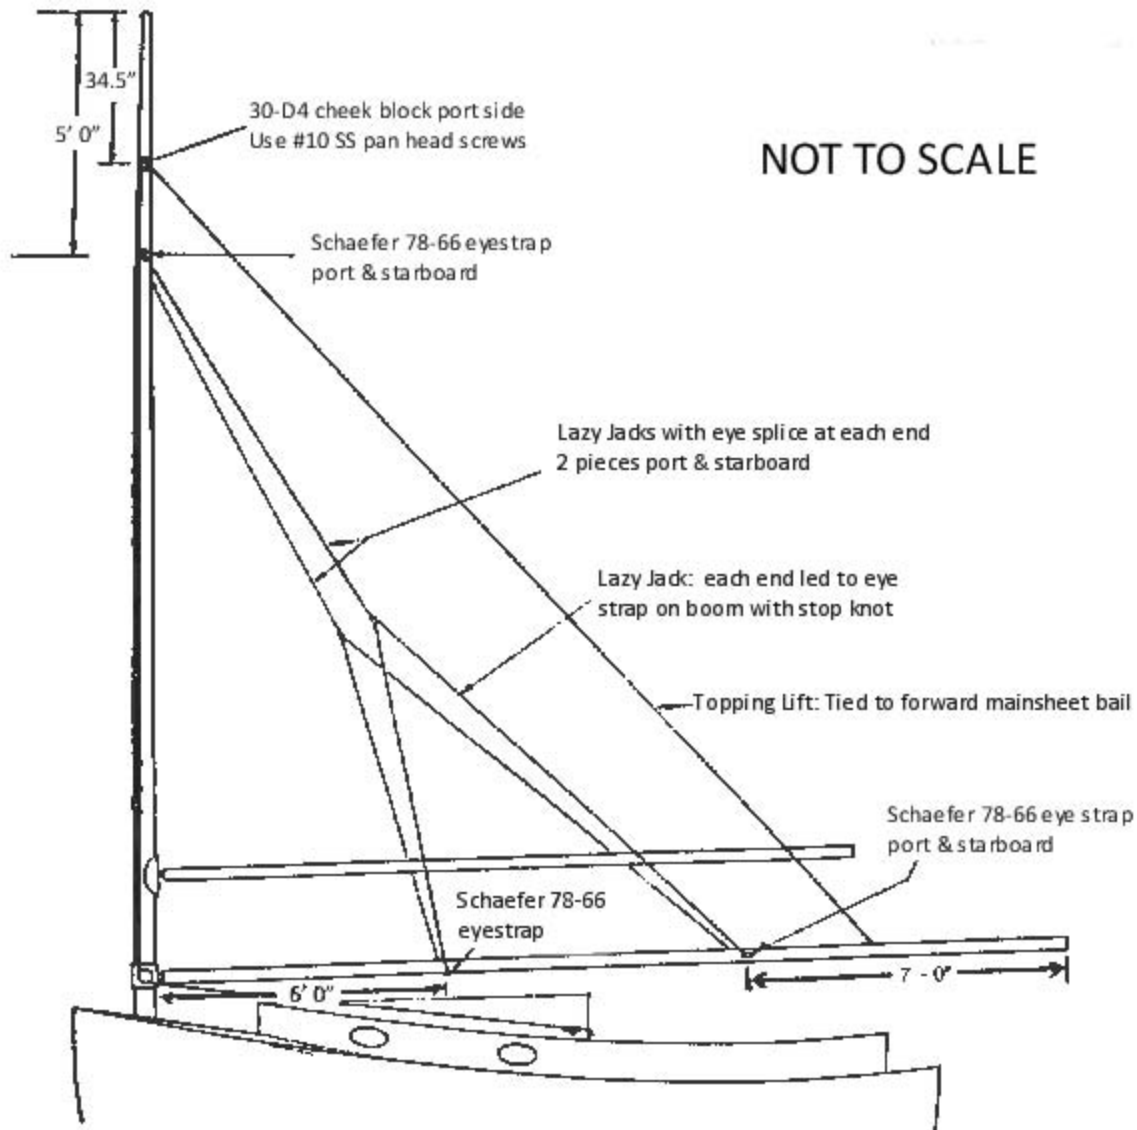 34.5”
5’ 0”
30-D4 cheek block port side
Use #10 SS pan head screws
NOT TO SCALE
Schaefer 78-66 eyestrap
port & starboard
Lazy Jacks with eye splice at each end
2 pieces port & starboard
Lazy Jack: each end led to eye
strap on boom with stop knot
Topping Lift: Tied to forward mainsheet bail
Schaefer 78-66 eye strap
port & starboard
Schaefer 78-66
eyestrap
7 - 0”
6’ 0”